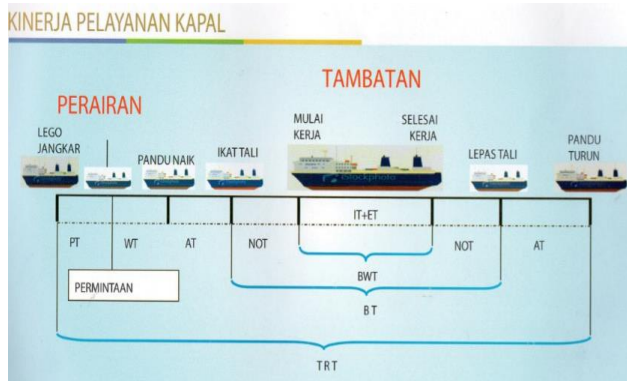 KINERJA PELAYANAN KAPAL
TAMBATAN
PERAIRAN
LEGO
JANGKAR
PANDU NAIK
IKAT TALI
MULAI
KERJA
SELESAI
KERJA
LEPAS TALI
PANDU
TURUN
iStockphoto
IT+ET
PT
WT
AT
NOT
NOT
AT
BWT
PERMINTAAN
B T
T R T